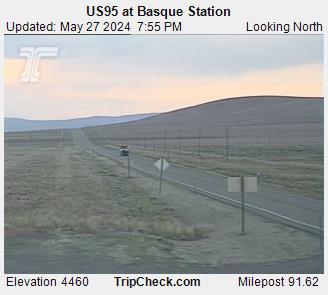 US95 at Basque Station
Updated: May 27 2024 7:55 PM Looking North
Elevation 4460 TripCheck.com Milepost 91.62